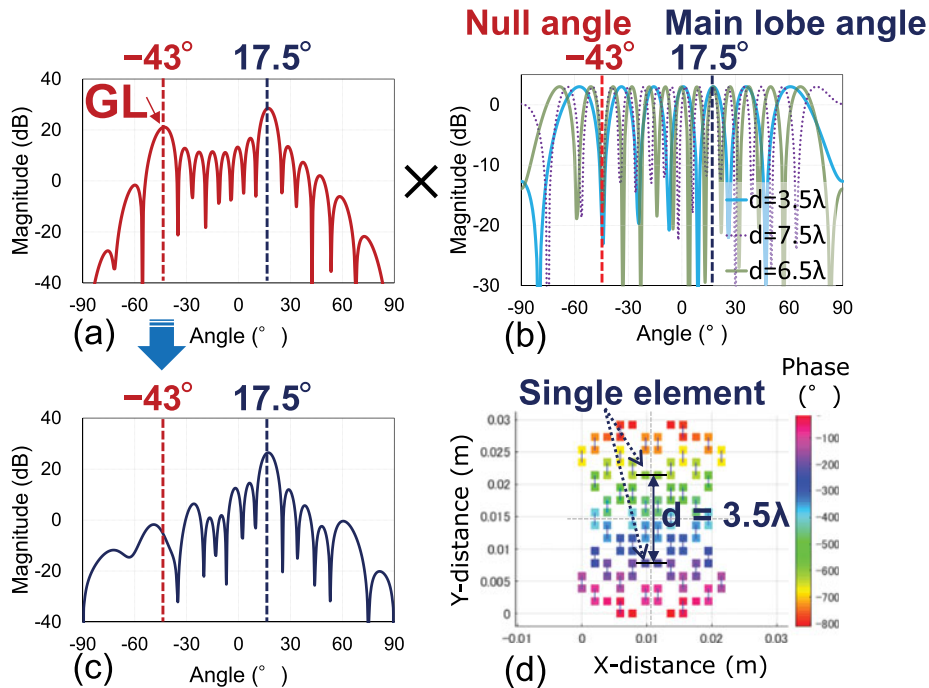 −43° 17.5°
40
20
0
-20
-40
GL
Magnitude (dB)
-90 -60 -30 0 30 60 90
Angle (° )
(a)
×
Null angle Main lobe angle
−43° 17.5°
0
-10
-20
-30
Magnitude (dB)
d=3.5λ
d=7.5λ
d=6.5λ
-90 -60 -30 0 30 60 90
Angle (° )
(b)
−43° 17.5°
40
20
0
-20
-40
Magnitude (dB)
-90 -60 -30 0 30 60 90
Angle (° )
(c)
Phase
(° )
Single element
0.03
0.025
0.02
0.015
0.01
0.005
0
Y-distance (m)
d = 3.5λ
-100
-200
-300
-400
-500
-600
-700
-800
-0.01 0 0.01 0.02 0.03
X-distance (m)
(d)